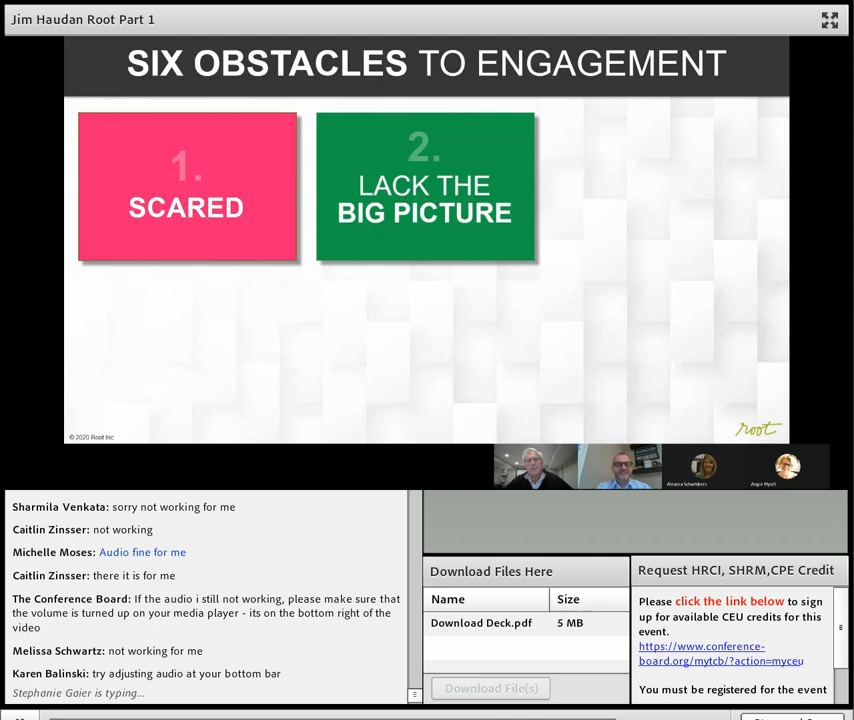 Jim Haudan Root Part 1
SIX OBSTACLES TO ENGAGEMENT
1.
SCARED
2.
LACK THE
BIG PICTURE
© 2020 Root Inc
root
Alexssa Schambers
Angie Wyatt
Sharmila Venkata: sorry not working for me
Caitlin Zinsser: not working
Michelle Moses: Audio fine for me
Caitlin Zinsser: there it is for me
The Conference Board: If the audio i still not working, please make sure that
the volume is turned up on your media player - its on the bottom right of the
video
Melissa Schwartz: not working for me
Karen Balinski: try adjusting audio at your bottom bar
Stephanie Gaier is typing...
Download Files Here
Name Size
Download Deck.pdf 5 MB
Download File(s)
Request HRCI, SHRM,CPE Credit
Please click the link below to sign
up for available CEU credits for this
event.
https://www.conference-
board.org/mytcb/?action=myceu
You must be registered for the event